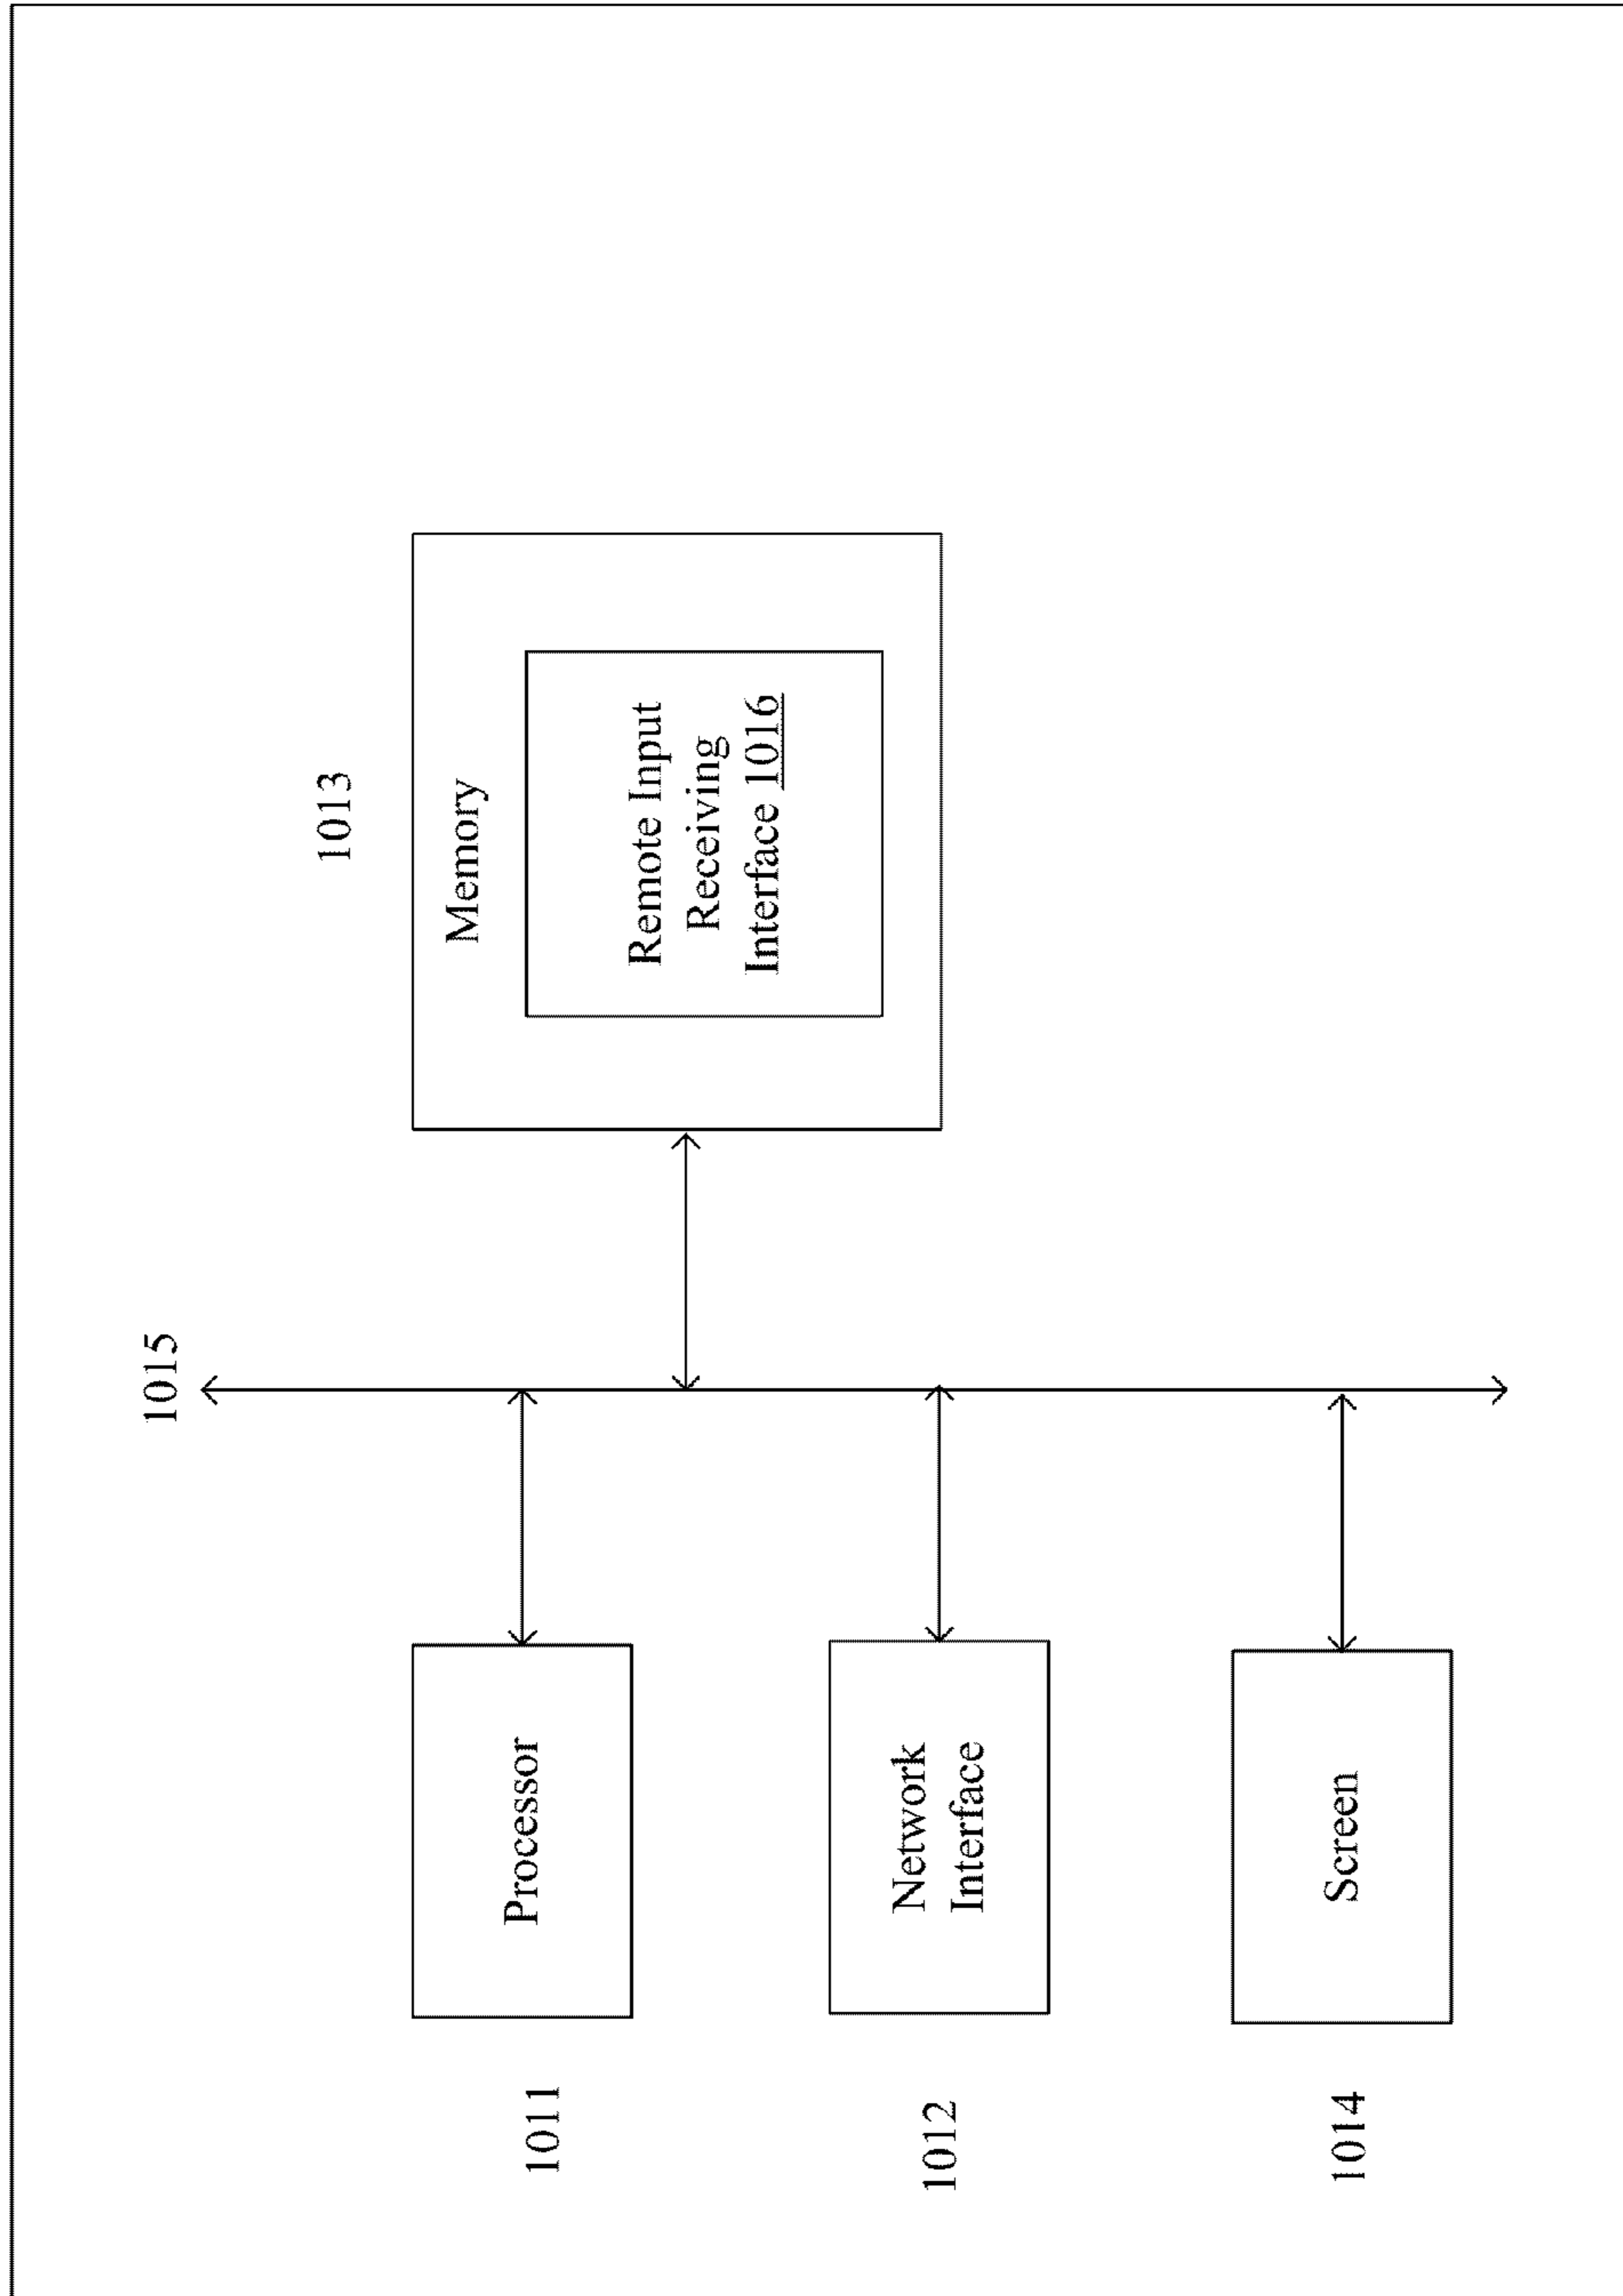 1015
1013
1011
Processor
Memory
Remote Input
Receiving
Interface 1016
1012
Network
Interface
1014
Screen